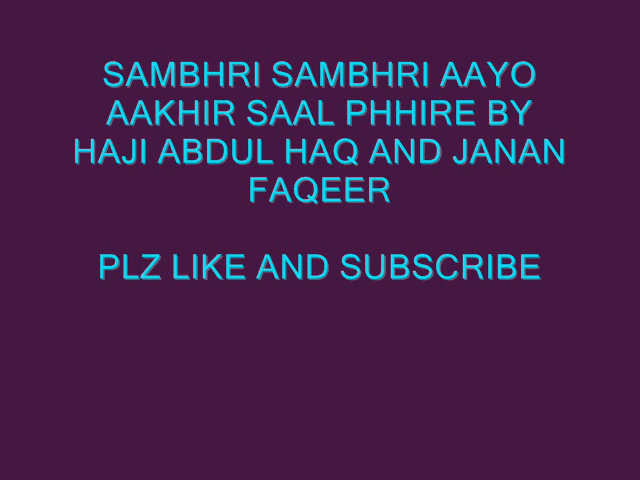 SAMBHRI SAMBHRI AAYO
AAKHIR SAAL PHHIRE BY
HAJI ABDUL HAQ AND JANAN
FAQEER
PLZ LIKE AND SUBSCRIBE